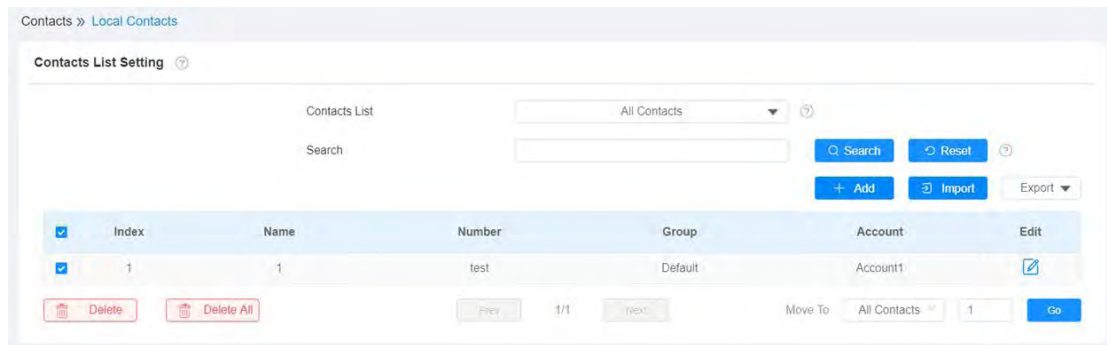 Contacts » Local Contacts
Contacts List Setting ?
Contacts List All Contacts ?
Search Search Reset ?
Add Import Export
Index Name Number Group Account Edit
1 1 test Default Account1
Delete Delete All Prev 1/1 Next Move To All Contacts 1 Go